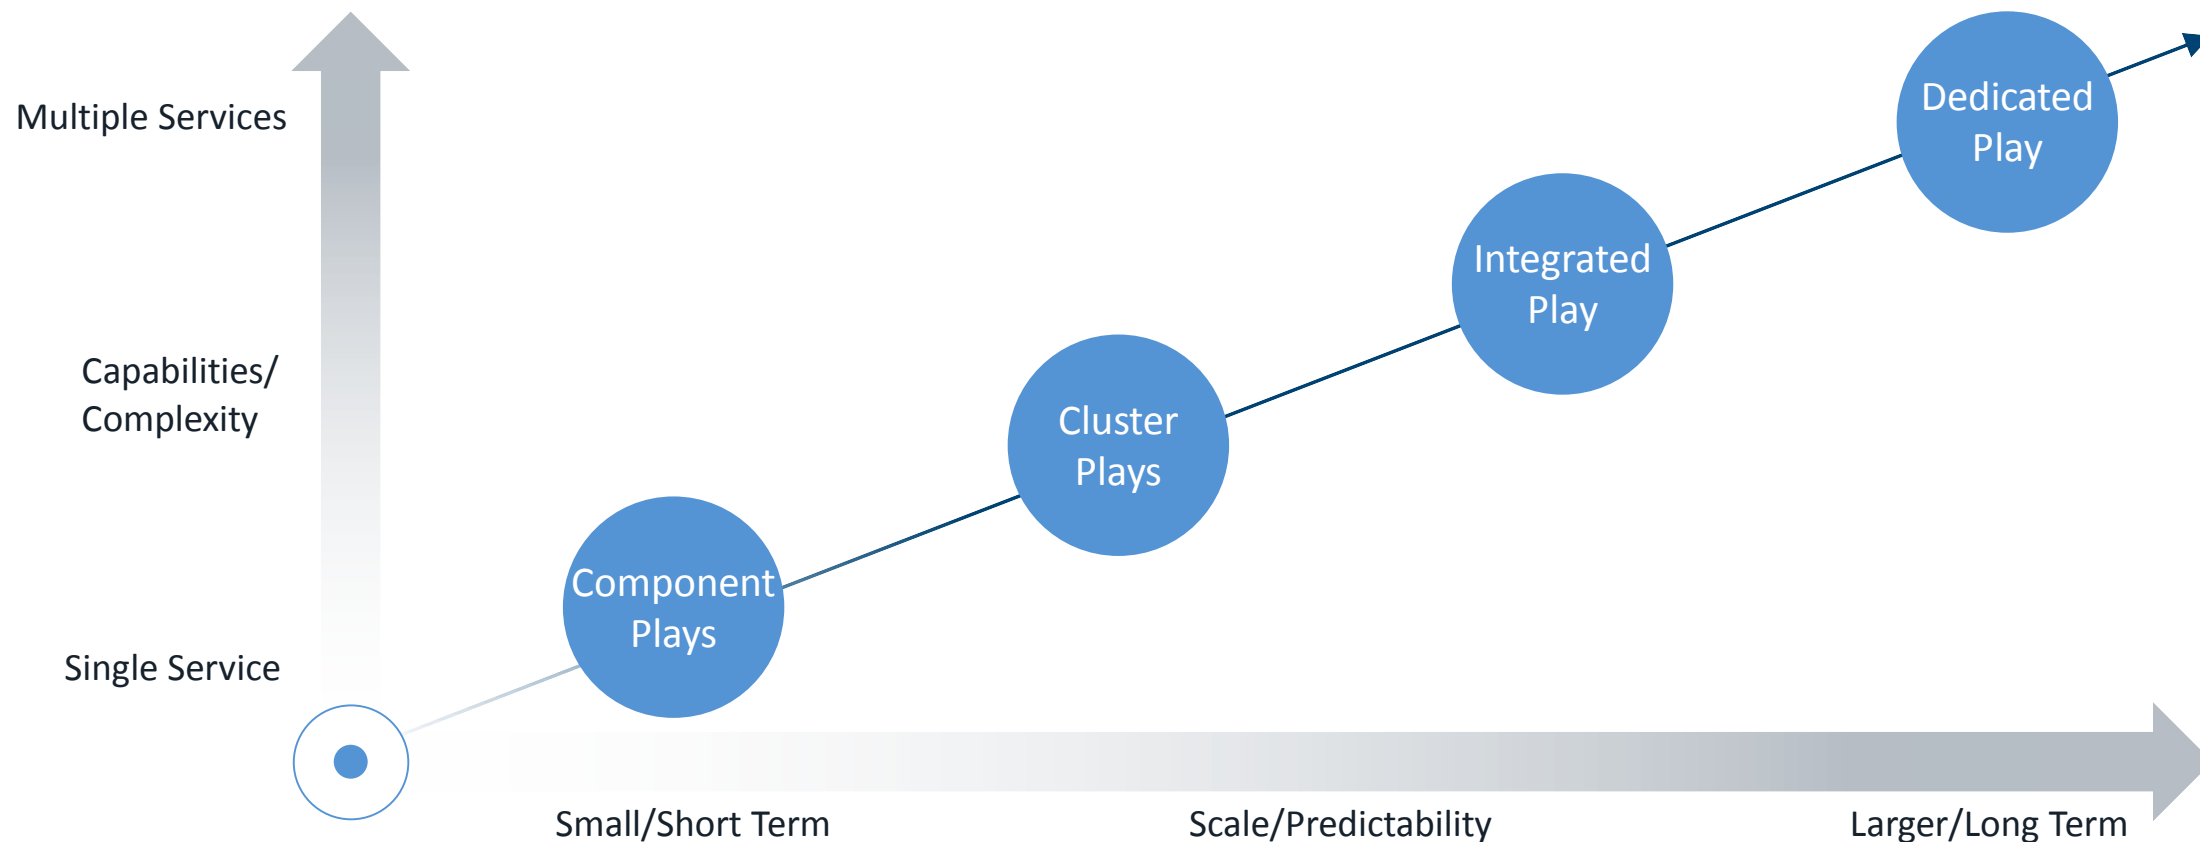 Multiple Services
Capabilities/
Complexity
Single Service
Component
Plays
Cluster
Plays
Integrated
Play
Dedicated
Play
Small/Short Term
Scale/Predictability
Larger/Long Term